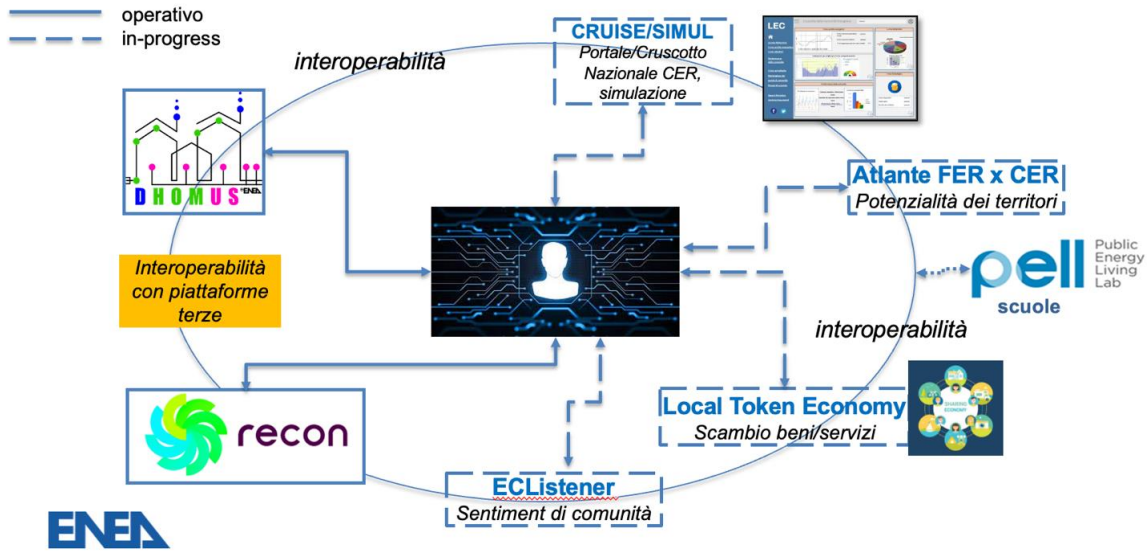 operativo
in-progress
interoperabilità
CRUISE/SIMUL
Portale/Cruscotto
Nazionale CER,
simulazione
LEC
DHOMUS
ENEA
Atlante FER x CER
Potenzialità dei territori
Interoperabilità
con piattaforme
terze
pell
Public
Energy
Living
Lab
scuole
interoperabilità
recon
Local Token Economy
Scambio beni/servizi
SHARING
ECONOMY
ECListener
Sentiment di comunità
ENEA